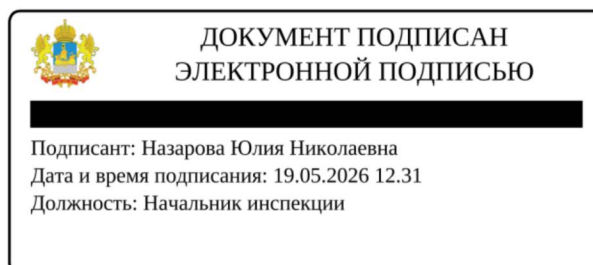 ДОКУМЕНТ ПОДПИСАН
ЭЛЕКТРОННОЙ ПОДПИСЬЮ
Подписант: Назарова Юлия Николаевна
Дата и время подписания: 19.05.2026 12.31
Должность: Начальник инспекции